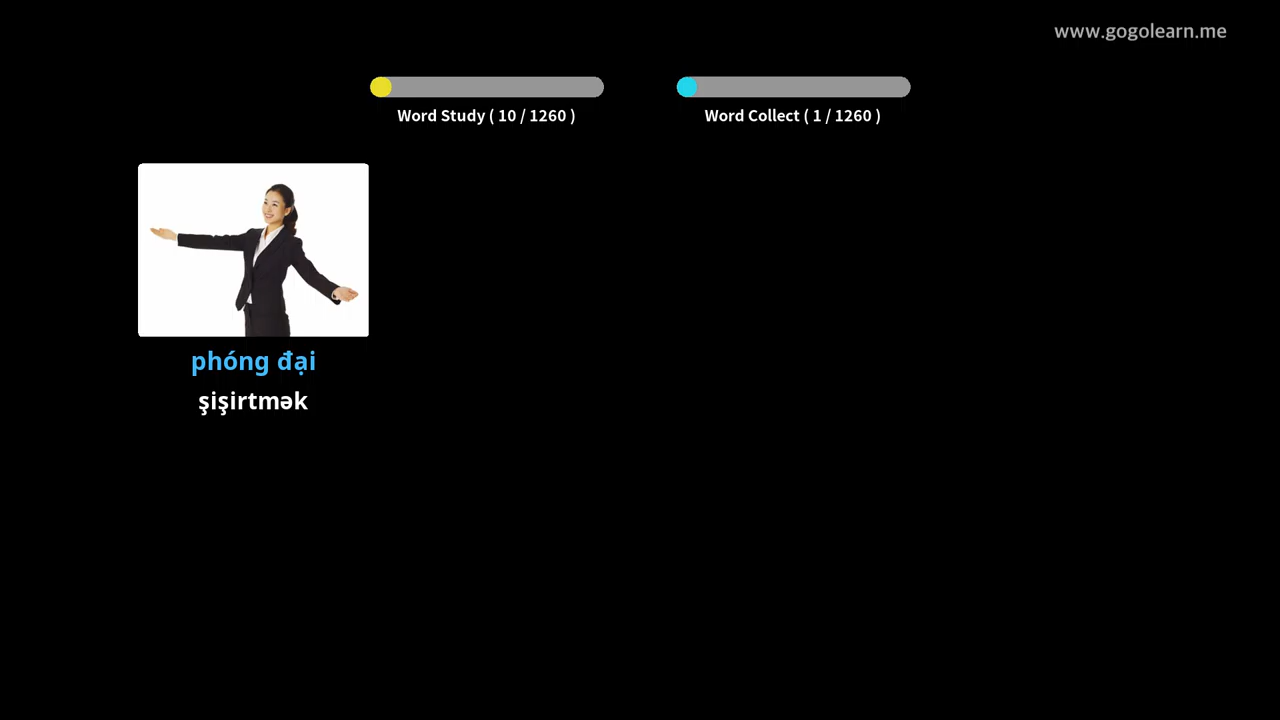 www.gogolearn.me
Word Study ( 10 / 1260 )
Word Collect ( 1 / 1260 )
phóng đại
şişirtmək